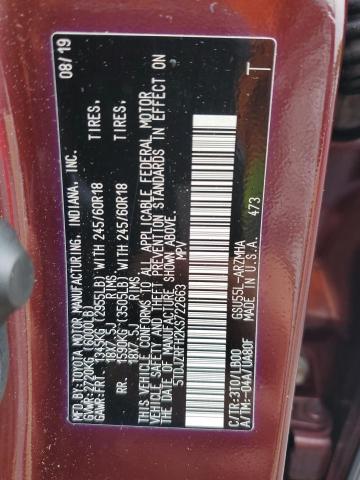 MFD.BY:TOYOTA MOTOR MANUFACTURING, INDIANA, INC. 08/19
GVWR:2720KG (6000LB)
GAWR:FRT. 1365KG (2955LB) WITH 245/60R18 TIRES.
18X7.5J RIMS
RR. 1590KG (3505LB) WITH 245/60R18 TIRES.
18X7.5J RIMS
THIS VEHICLE CONFORMS TO ALL APPLICABLE FEDERAL MOTOR
VEHICLE SAFETY AND THEFT PREVENTION STANDARDS IN EFFECT ON THE
DATE OF MANUFACTURE SHOWN ABOVE.
5TDJZRFH2KS722663 MPV
473
GSU55L-ARZMHA
C/TR:3T0/LB00 MADE IN U.S.A. T
A/TM:-04A/UA80F